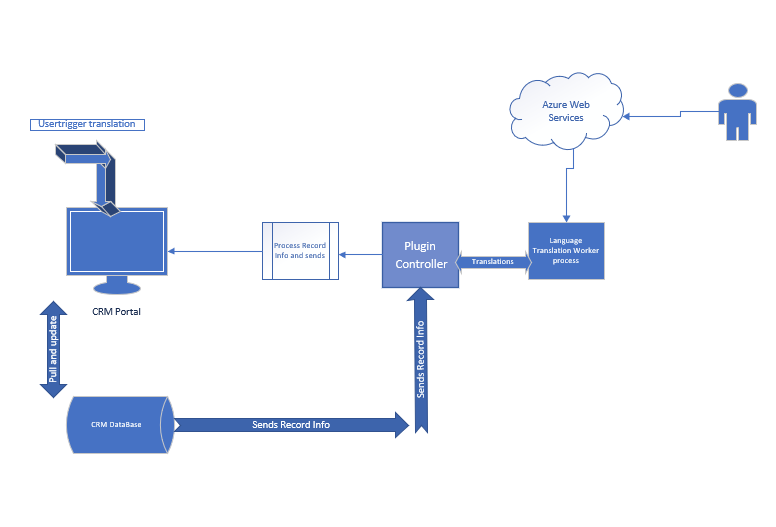 Azure Web
Services
Usertrigger translation
Process Record
Info and sends
Plugin
Controller
Translations
Language
Translation Worker
process
CRM Portal
Pull and update
Sends Record Info
CRM DataBase
Sends Record Info